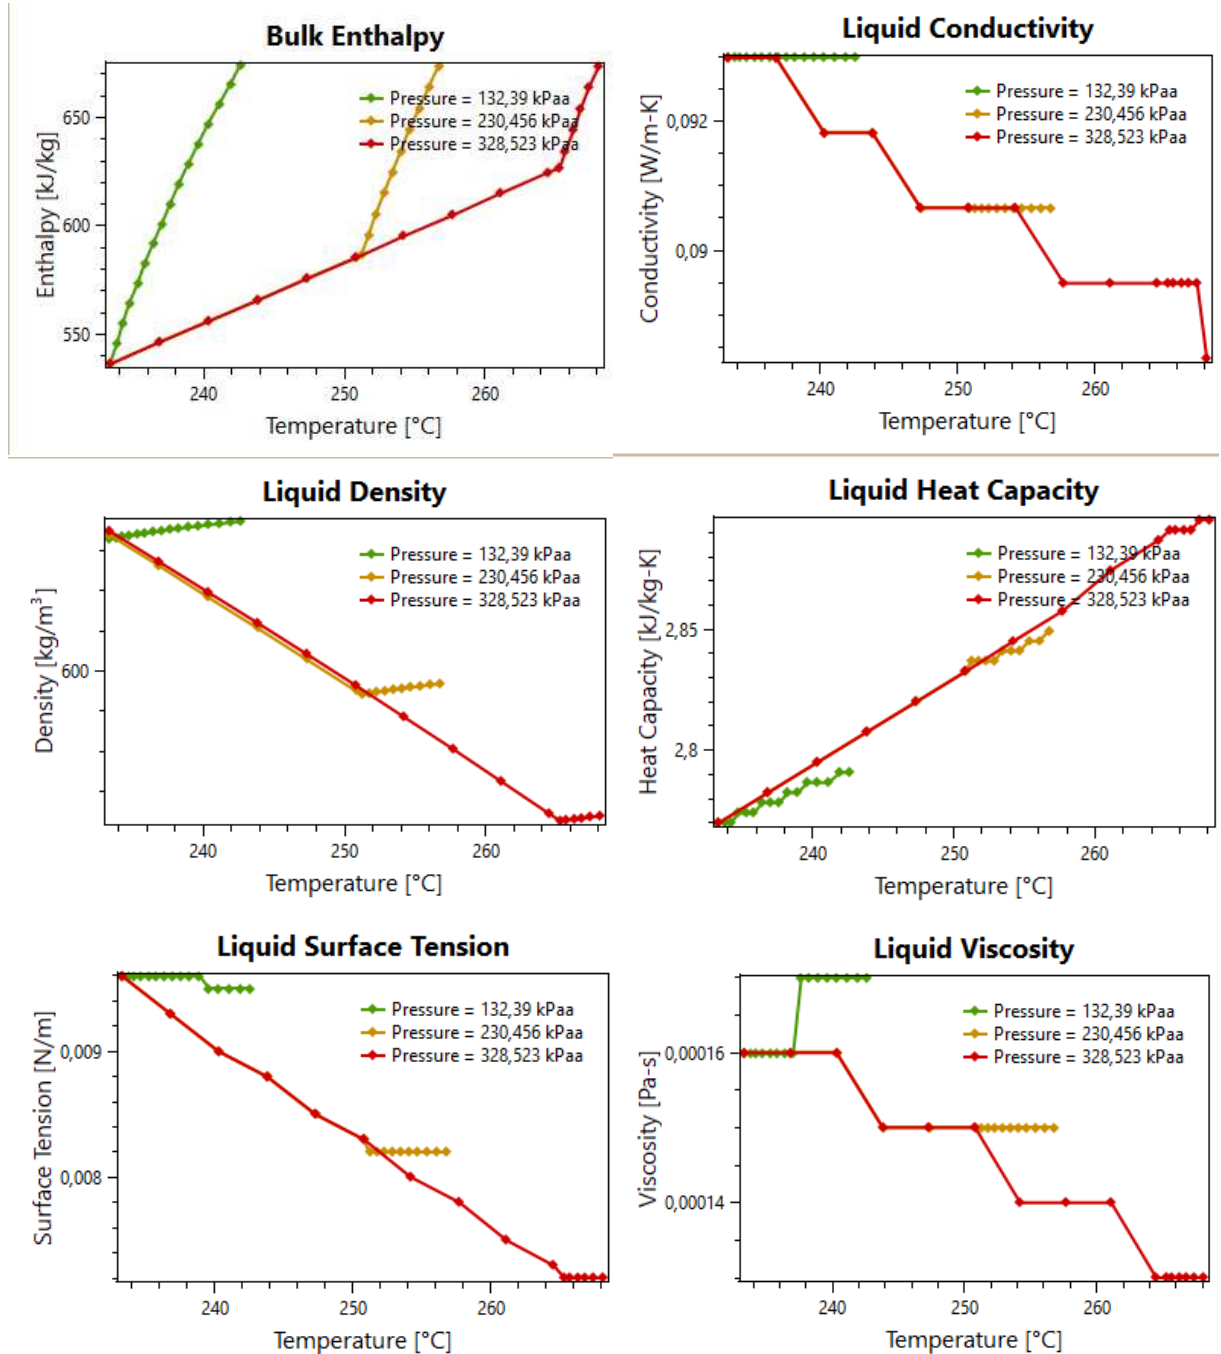 Bulk Enthalpy
Enthalpy [kJ/kg]
650
600
550
Pressure = 132,39 kPaa
Pressure = 230,456 kPaa
Pressure = 328,523 kPaa
240 250 260
Temperature [°C]
Liquid Conductivity
Conductivity [W/m-K]
0,092
0,09
Pressure = 132,39 kPaa
Pressure = 230,456 kPaa
Pressure = 328,523 kPaa
240 250 260
Temperature [°C]
Liquid Density
Density [kg/m³]
600
Pressure = 132,39 kPaa
Pressure = 230,456 kPaa
Pressure = 328,523 kPaa
240 250 260
Temperature [°C]
Liquid Heat Capacity
Heat Capacity [kJ/kg-K]
2,85
2,8
Pressure = 132,39 kPaa
Pressure = 230,456 kPaa
Pressure = 328,523 kPaa
240 250 260
Temperature [°C]
Liquid Surface Tension
Surface Tension [N/m]
0,009
0,008
Pressure = 132,39 kPaa
Pressure = 230,456 kPaa
Pressure = 328,523 kPaa
240 250 260
Temperature [°C]
Liquid Viscosity
Viscosity [Pa-s]
0,00016
0,00014
Pressure = 132,39 kPaa
Pressure = 230,456 kPaa
Pressure = 328,523 kPaa
240 250 260
Temperature [°C]